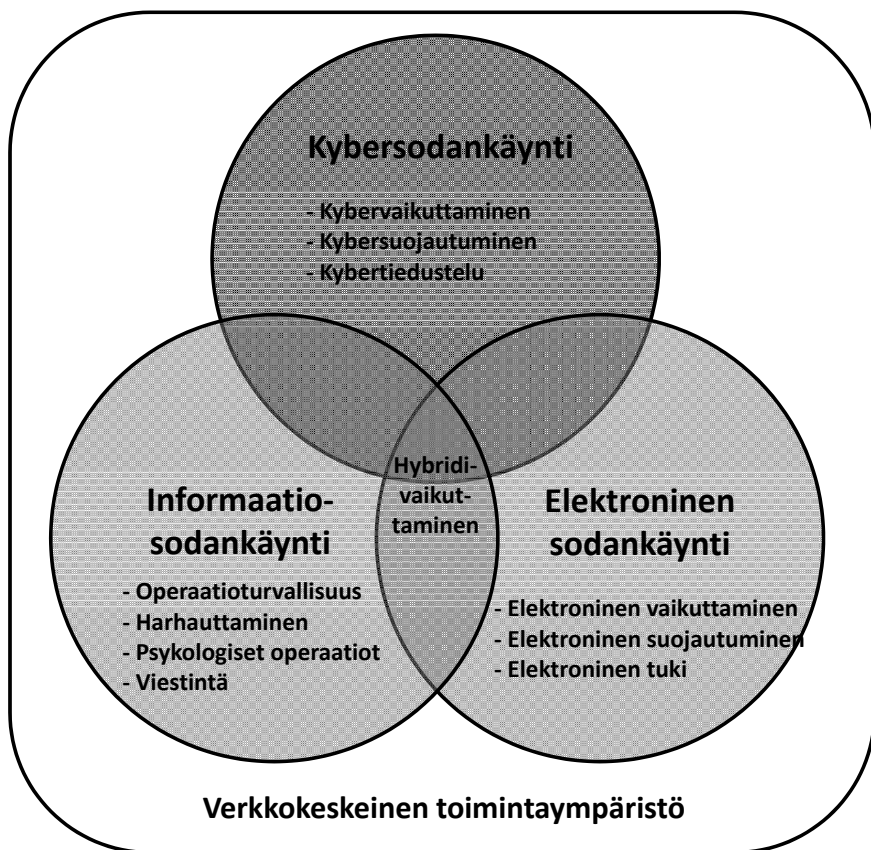 Kybersodankäynti
- Kybervaikuttaminen
- Kybersuojautuminen
- Kybertiedustelu
Hybridi-
vaikut-
taminen
Informaatio-
sodankäynti
- Operaatioturvallisuus
- Harhauttaminen
- Psykologiset operaatiot
- Viestintä
Elektroninen
sodankäynti
- Elektroninen vaikuttaminen
- Elektroninen suojautuminen
- Elektroninen tuki
Verkkokeskeinen toimintaympäristö